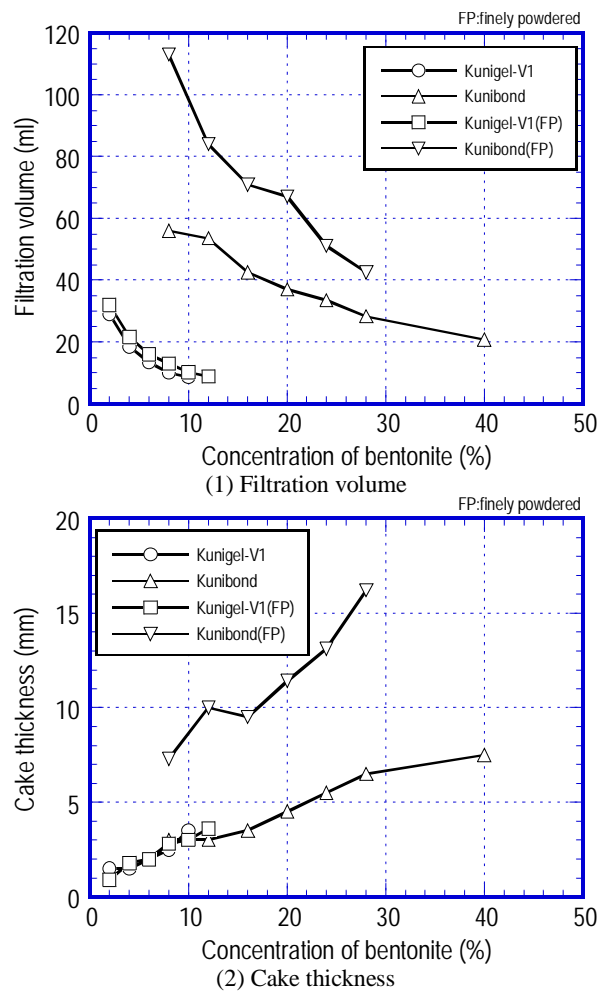 FP:finely powdered
120
100
80
60
40
20
0
Filtration volume (ml)
Kunigel-V1
Kunibond
Kunigel-V1(FP)
Kunibond(FP)
0 10 20 30 40 50
Concentration of bentonite (%)
(1) Filtration volume
FP:finely powdered
20
15
10
5
0
Cake thickness (mm)
Kunigel-V1
Kunibond
Kunigel-V1(FP)
Kunibond(FP)
0 10 20 30 40 50
Concentration of bentonite (%)
(2) Cake thickness